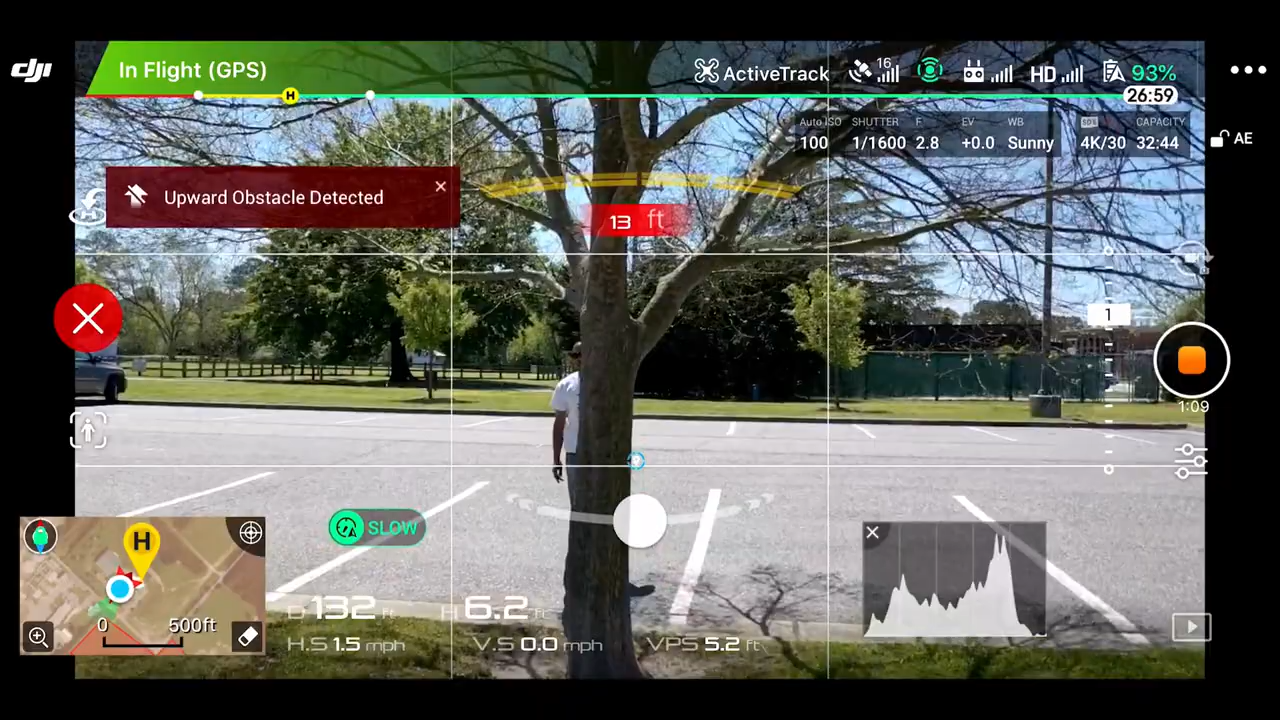 dji
In Flight (GPS)
ActiveTrack
16
HD
93%
H
26:59
Auto ISO SHUTTER F EV WB CAPACITY
100 1/1600 2.8 +0.0 Sunny 4K/30 32:44
AE
Upward Obstacle Detected
13 ft
1
1:09
SLOW
H
0 500ft
D 132 ft H 6.2 ft
H.S 1.5 mph V.S 0.0 mph VPS 5.2 ft